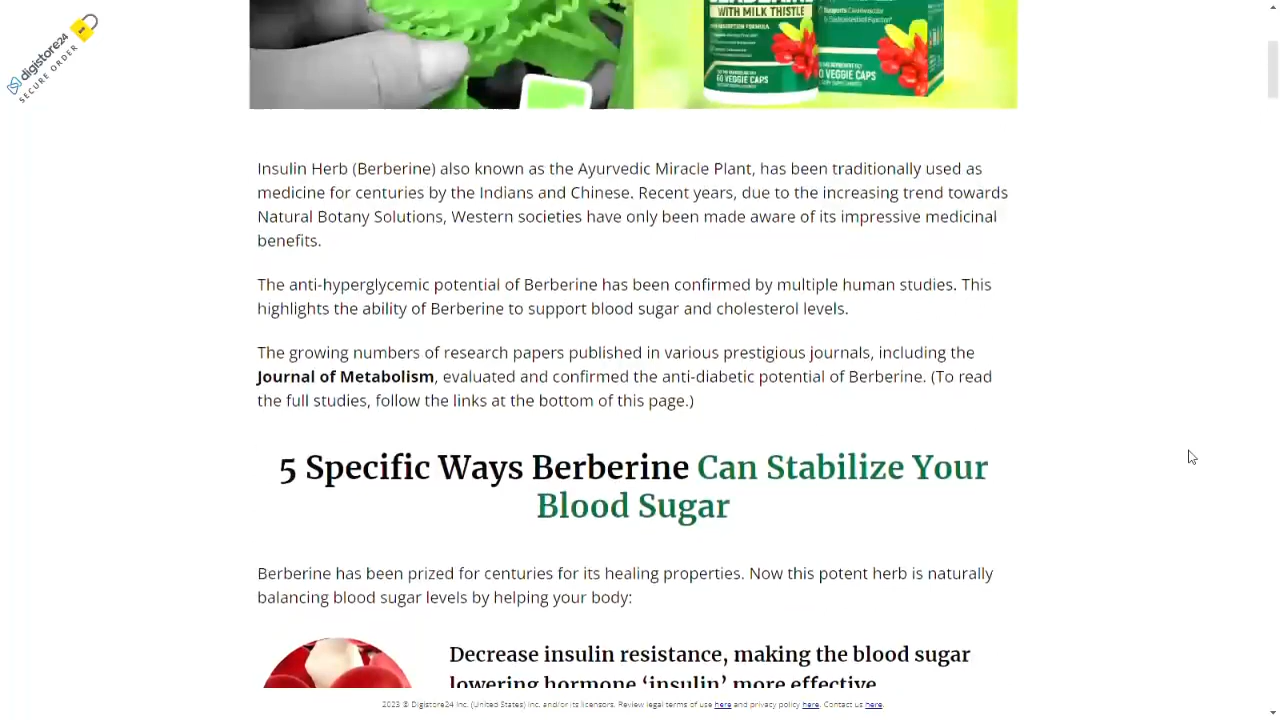 digistore24
SECURE ORDER
WITH MILK THISTLE
60 VEGGIE CAPS
Insulin Herb (Berberine) also known as the Ayurvedic Miracle Plant, has been traditionally used as
medicine for centuries by the Indians and Chinese. Recent years, due to the increasing trend towards
Natural Botany Solutions, Western societies have only been made aware of its impressive medicinal
benefits.
The anti-hyperglycemic potential of Berberine has been confirmed by multiple human studies. This
highlights the ability of Berberine to support blood sugar and cholesterol levels.
The growing numbers of research papers published in various prestigious journals, including the
Journal of Metabolism, evaluated and confirmed the anti-diabetic potential of Berberine. (To read
the full studies, follow the links at the bottom of this page.)
5 Specific Ways Berberine Can Stabilize Your
Blood Sugar
Berberine has been prized for centuries for its healing properties. Now this potent herb is naturally
balancing blood sugar levels by helping your body:
Decrease insulin resistance, making the blood sugar
lowering hormone ‘insulin’ more effective
2023 © Digistore24 Inc. (United States) Inc. and/or its licensors. Review legal terms of use here and privacy policy here. Contact us here.